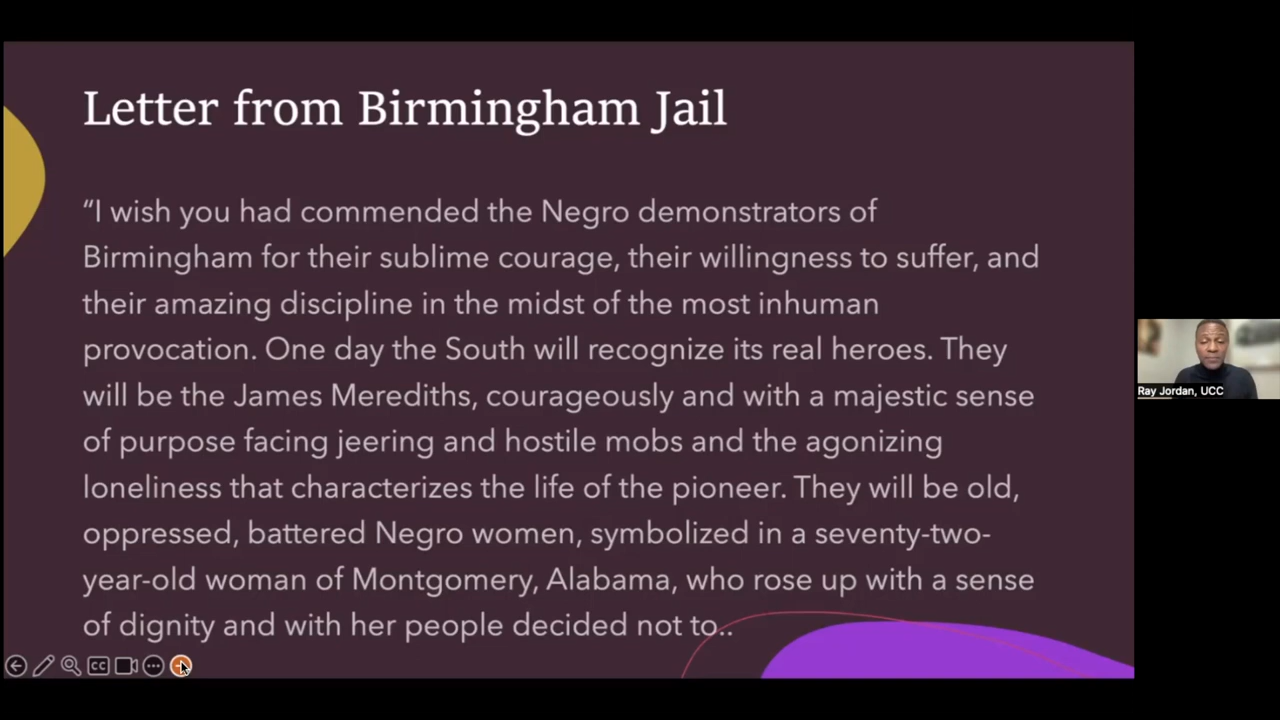 Letter from Birmingham Jail
“I wish you had commended the Negro demonstrators of
Birmingham for their sublime courage, their willingness to suffer, and
their amazing discipline in the midst of the most inhuman
provocation. One day the South will recognize its real heroes. They
will be the James Merediths, courageously and with a majestic sense
of purpose facing jeering and hostile mobs and the agonizing
loneliness that characterizes the life of the pioneer. They will be old,
oppressed, battered Negro women, symbolized in a seventy-two-
year-old woman of Montgomery, Alabama, who rose up with a sense
of dignity and with her people decided not to..
CC
Ray Jordan, UCC